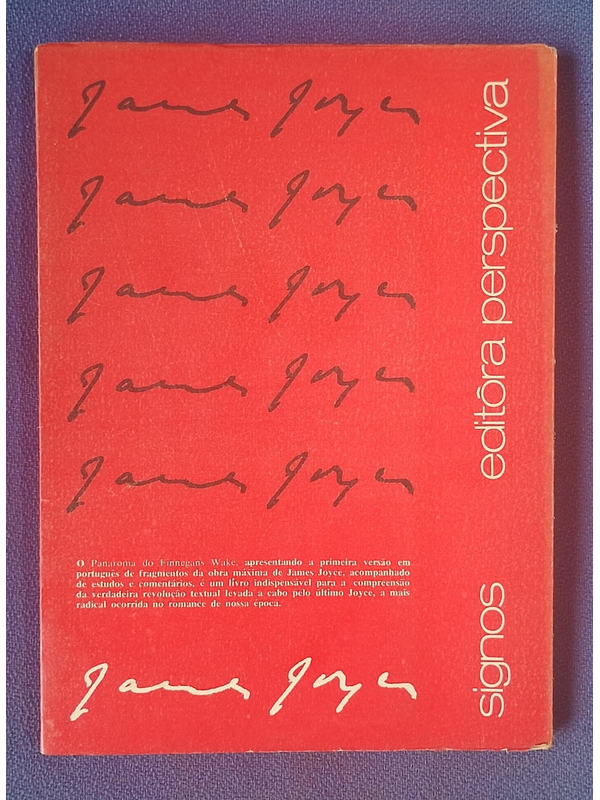 James Joyce
James Joyce
James Joyce
James Joyce
James Joyce
O Panaroma do Finnegans Wake, apresentando a primeira versão em
português de fragmentos da obra máxima de James Joyce, acompanhado
de estudos e comentários, é um livro indispensável para a compreensão
da verdadeira revolução textual levada a cabo pelo último Joyce, a mais
radical ocorrida no romance de nossa época.
James Joyce
signos
editôra perspectiva